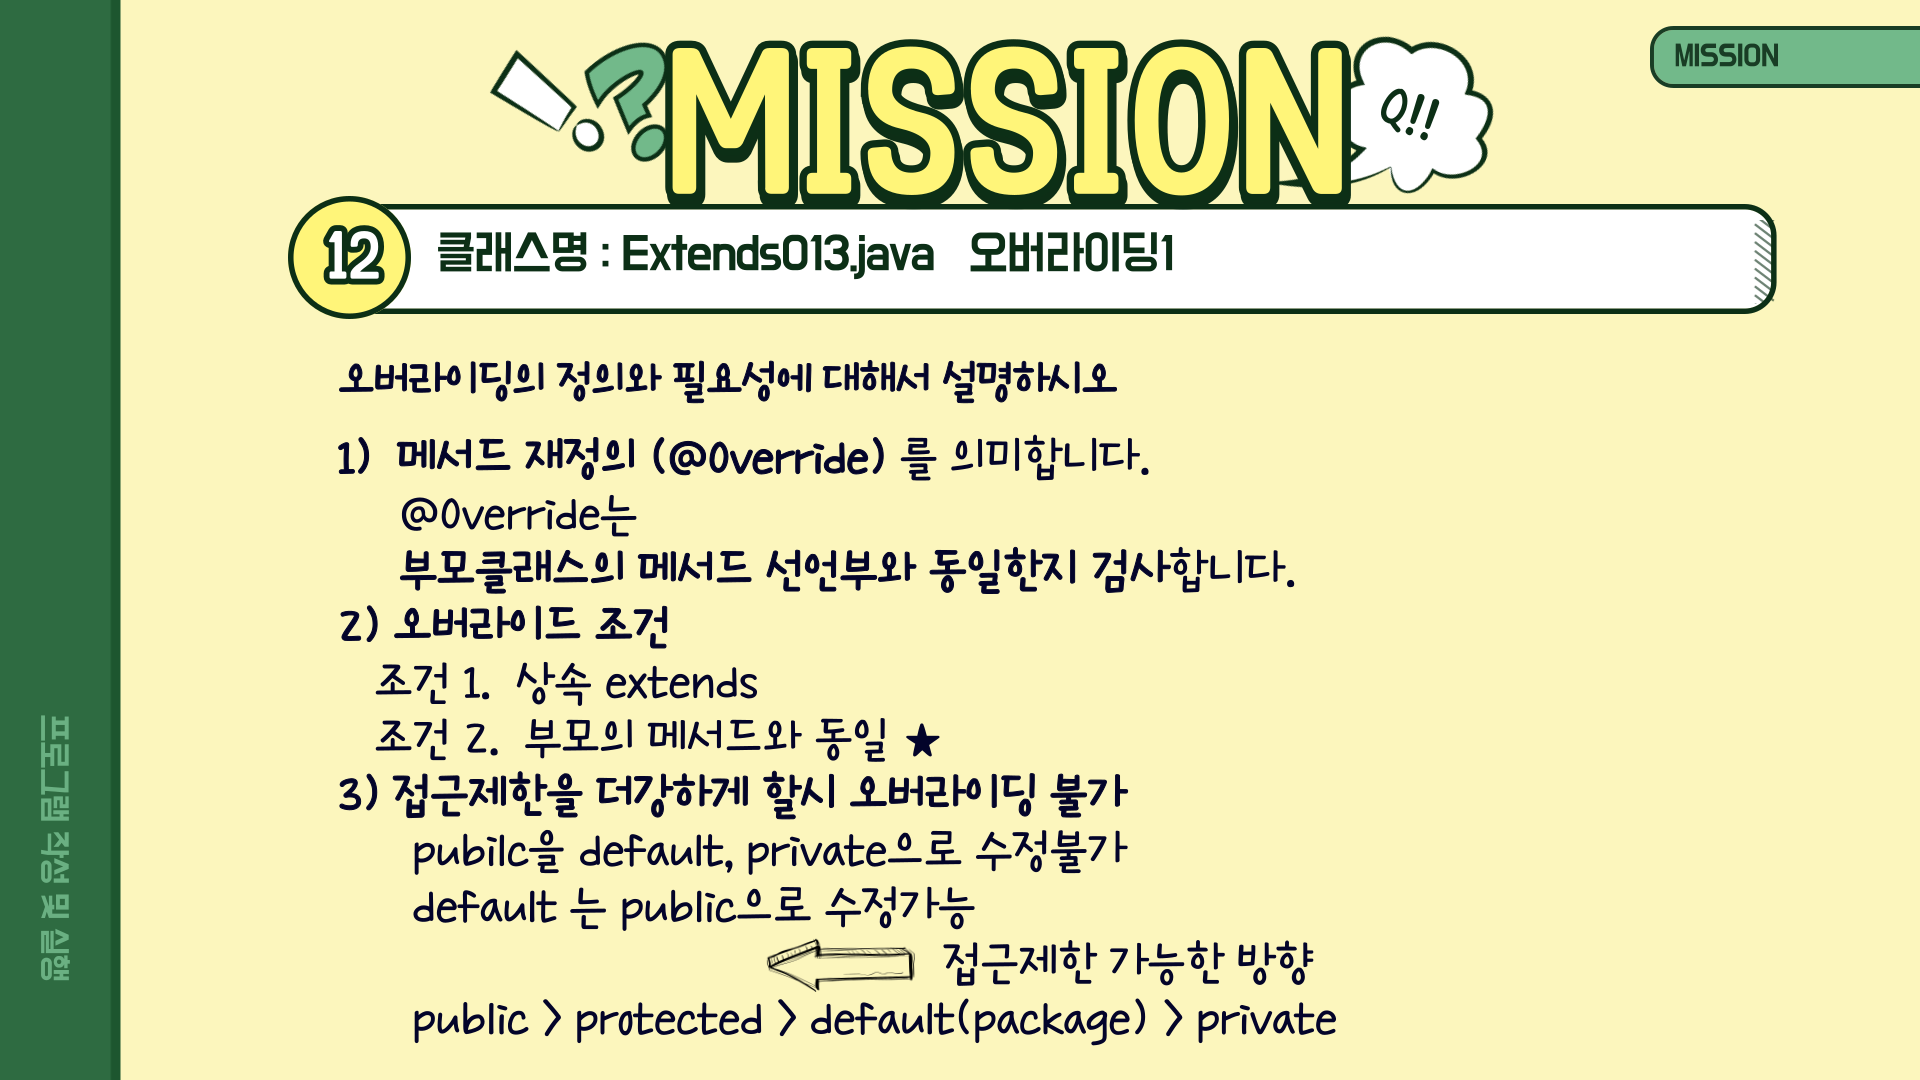 MISSION
!?
MISSION
Q!!
12
클래스명 : Extends013.java 오버라이딩1
오버라이딩의 정의와 필요성에 대해서 설명하시오
1) 메서드 재정의 (@Override) 를 의미합니다.
@Override는
부모클래스의 메서드 선언부와 동일한지 검사합니다.
2) 오버라이드 조건
조건 1. 상속 extends
조건 2. 부모의 메서드와 동일 ★
3) 접근제한을 더강하게 할시 오버라이딩 불가
pubilc을 default, private으로 수정불가
default 는 public으로 수정가능
접근제한 가능한 방향
public > protected > default(package) > private
프로그램 작성 및 실행